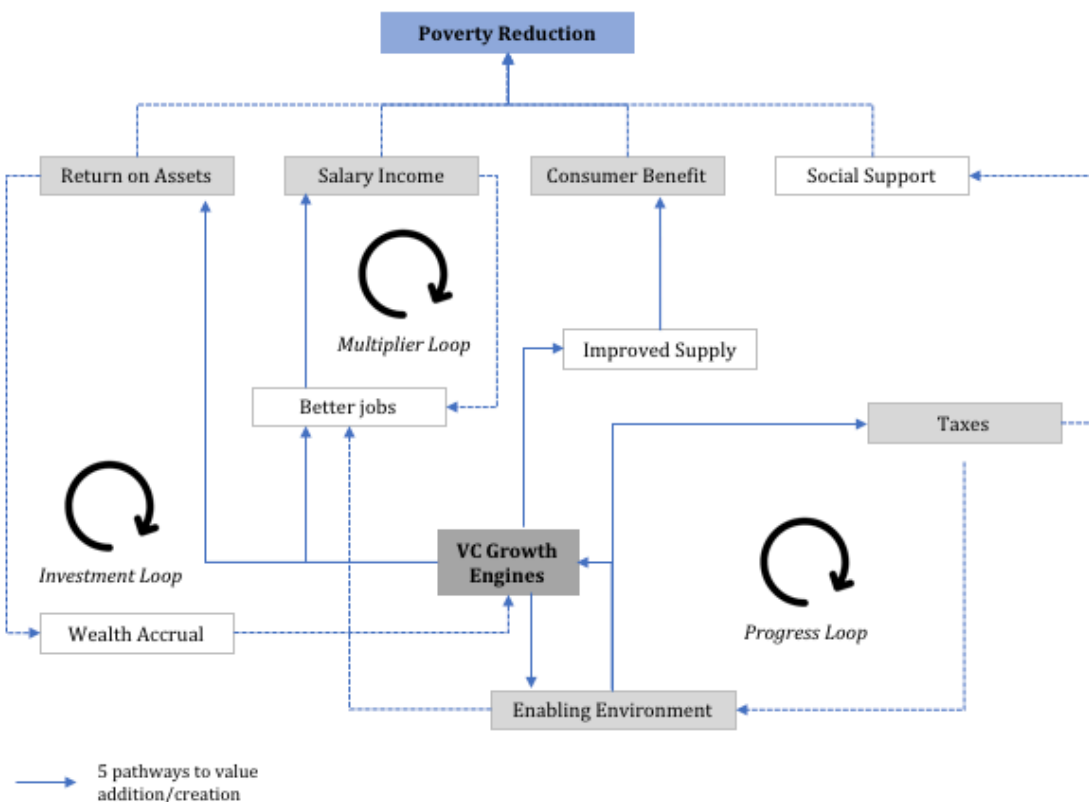 Poverty Reduction
Return on Assets
Salary Income
Consumer Benefit
Social Support
Multiplier Loop
Improved Supply
Better jobs
Taxes
VC Growth
Engines
Investment Loop
Wealth Accrual
Progress Loop
Enabling Environment
5 pathways to value
addition/creation